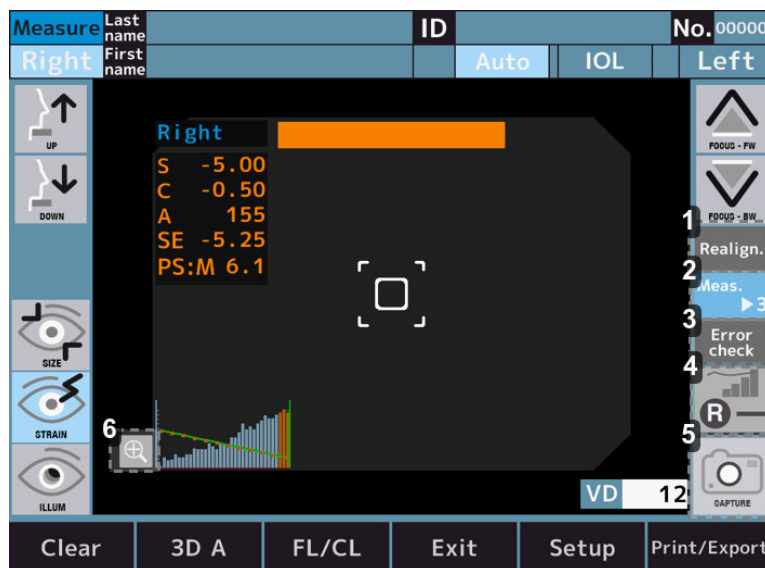 Measure Last name ID No. 00000
Right First name Auto IOL Left
UP
DOWN
SIZE
STRAIN
ILLUM
Right
S -5.00
C -0.50
A 155
SE -5.25
PS:M 6.1
FOCUS - FW
FOCUS - BW
1
Realign.
2
Meas.
▶3
3
Error
check
4
R
5
CAPTURE
6
VD 12
Clear 3D A FL/CL Exit Setup Print/Export